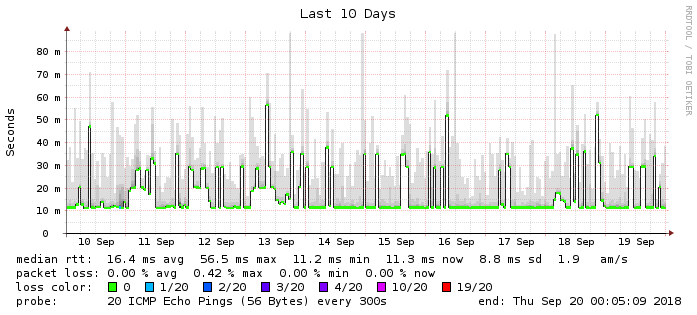 Last 10 Days
RRDTOOL / TOBI OETIKER
Seconds
80 m
70 m
60 m
50 m
40 m
30 m
20 m
10 m
0
10 Sep 11 Sep 12 Sep 13 Sep 14 Sep 15 Sep 16 Sep 17 Sep 18 Sep 19 Sep
median rtt: 16.4 ms avg 56.5 ms max 11.2 ms min 11.3 ms now 8.8 ms sd 1.9 am/s
packet loss: 0.00 % avg 0.42 % max 0.00 % min 0.00 % now
loss color: 0 1/20 2/20 3/20 4/20 10/20 19/20
probe: 20 ICMP Echo Pings (56 Bytes) every 300s end: Thu Sep 20 00:05:09 2018